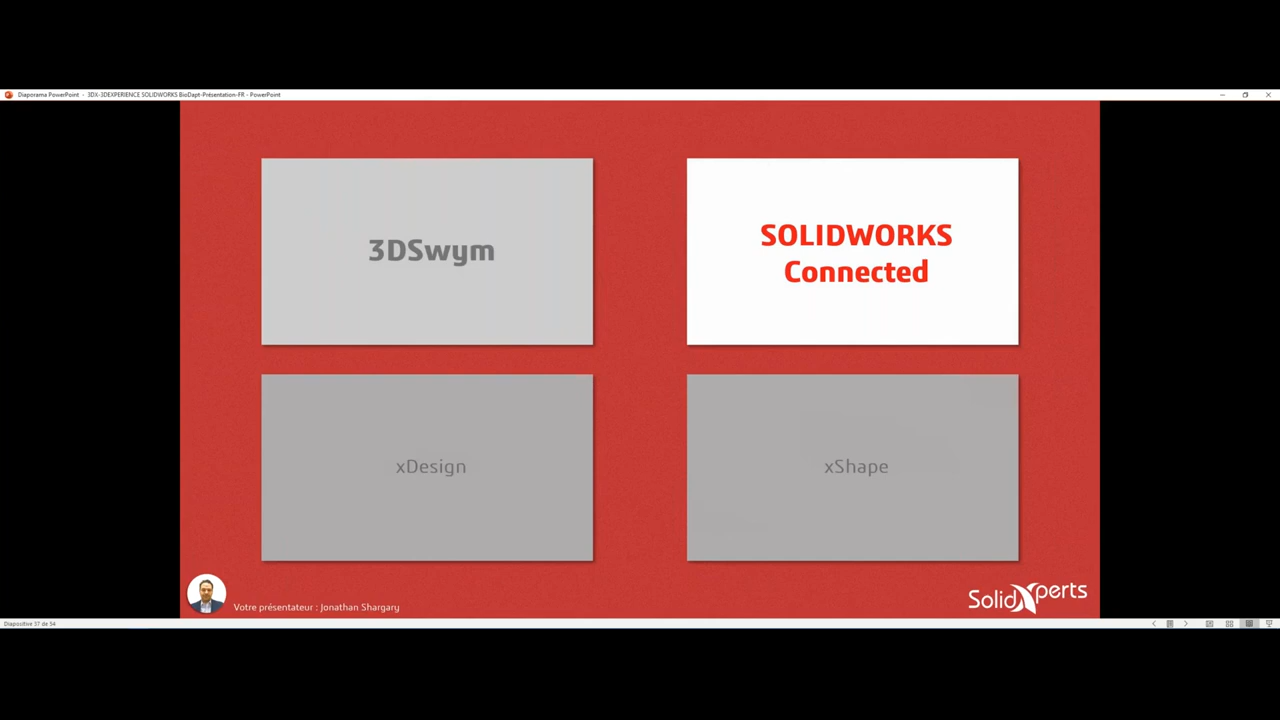 Diaporama PowerPoint - 3DX-3DEXPERIENCE SOLIDWORKS BioDapt-Présentation-FR - PowerPoint
3DSwym
SOLIDWORKS
Connected
xDesign
xShape
Votre présentateur : Jonathan Shargary
SolidXperts
Diapositive 37 de 54